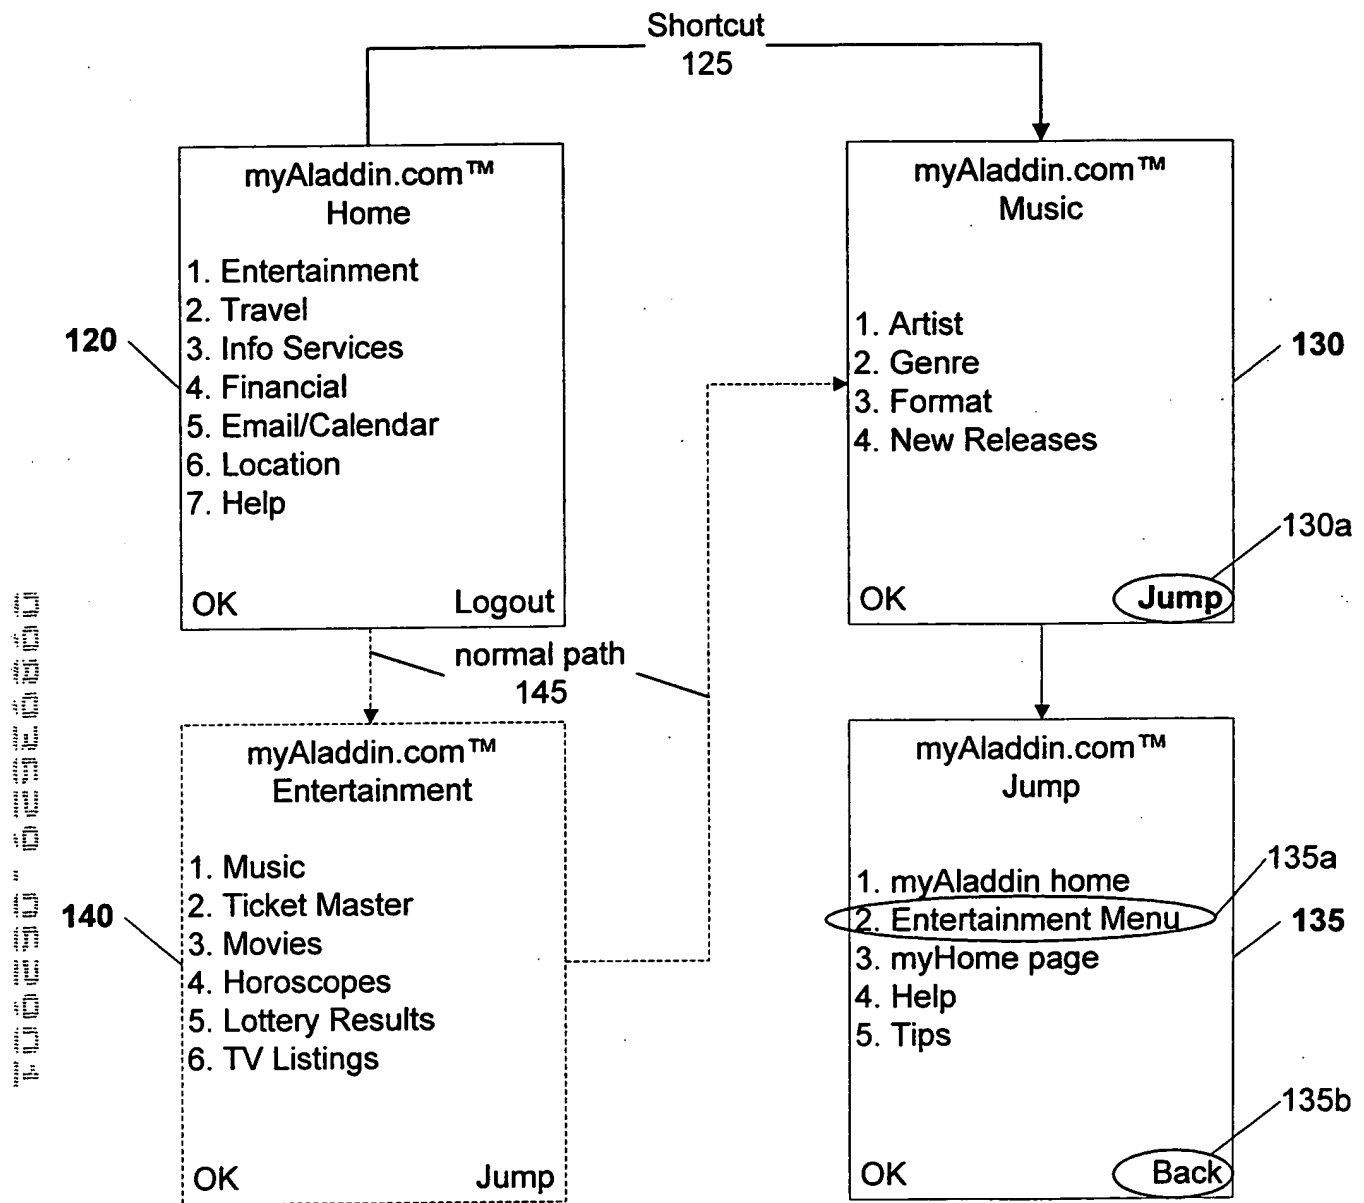 Shortcut
125
myAladdin.com™
Home
1. Entertainment
2. Travel
3. Info Services
4. Financial
5. Email/Calendar
6. Location
7. Help
OK Logout
120
myAladdin.com™
Music
1. Artist
2. Genre
3. Format
4. New Releases
OK Jump
130
130a
normal path
145
myAladdin.com™
Entertainment
1. Music
2. Ticket Master
3. Movies
4. Horoscopes
5. Lottery Results
6. TV Listings
OK Jump
140
myAladdin.com™
Jump
1. myAladdin home
2. Entertainment Menu
3. myHome page
4. Help
5. Tips
OK Back
135a
135
135b